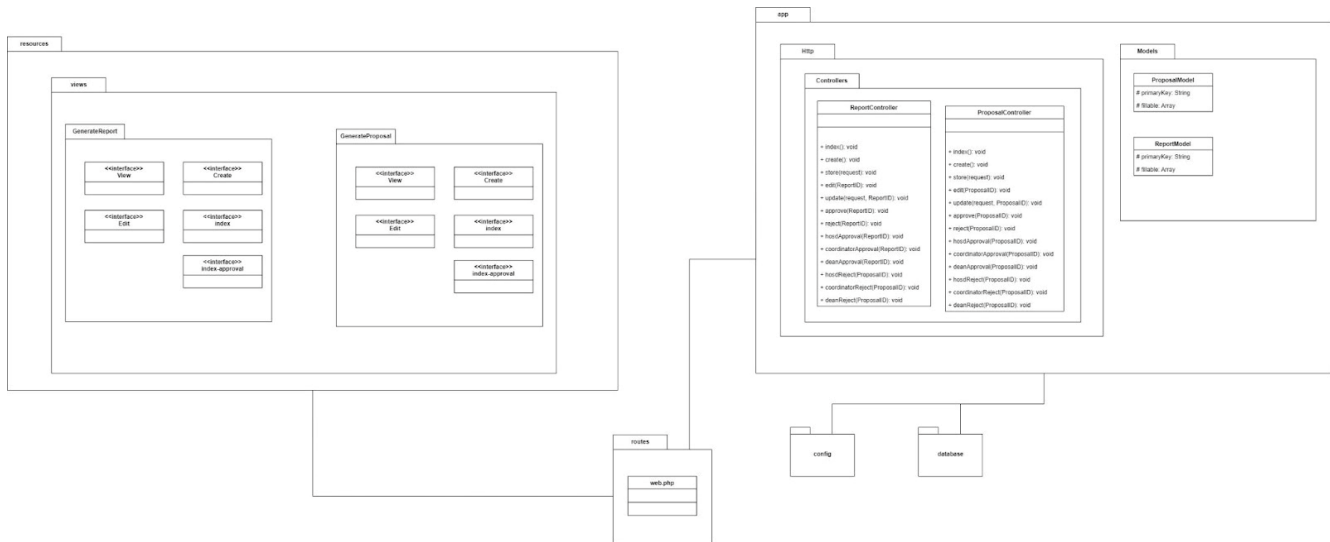 resources
views
GenerateReport
<<interface>>
View
<<interface>>
Create
<<interface>>
Edit
<<interface>>
index
<<interface>>
index-approval
GenerateProposal
<<interface>>
View
<<interface>>
Create
<<interface>>
Edit
<<interface>>
index
<<interface>>
index-approval
app
Http
Controllers
ReportController
+ index(): void
+ create(): void
+ store(request): void
+ edit(ReportID): void
+ update(request, ReportID): void
+ approve(ReportID): void
+ reject(ReportID): void
+ hosdApproval(ReportID): void
+ coordinatorApproval(ReportID): void
+ deanApproval(ReportID): void
+ hosdReject(ProposalID): void
+ coordinatorReject(ProposalID): void
+ deanReject(ProposalID): void
ProposalController
+ index(): void
+ create(): void
+ store(request): void
+ edit(ProposalID): void
+ update(request, ProposalID): void
+ approve(ProposalID): void
+ reject(ProposalID): void
+ hosdApproval(ProposalID): void
+ coordinatorApproval(ProposalID): void
+ deanApproval(ProposalID): void
+ hosdReject(ProposalID): void
+ coordinatorReject(ProposalID): void
+ deanReject(ProposalID): void
Models
ProposalModel
# primaryKey: String
# fillable: Array
ReportModel
# primaryKey: String
# fillable: Array
routes
web.php
config
database